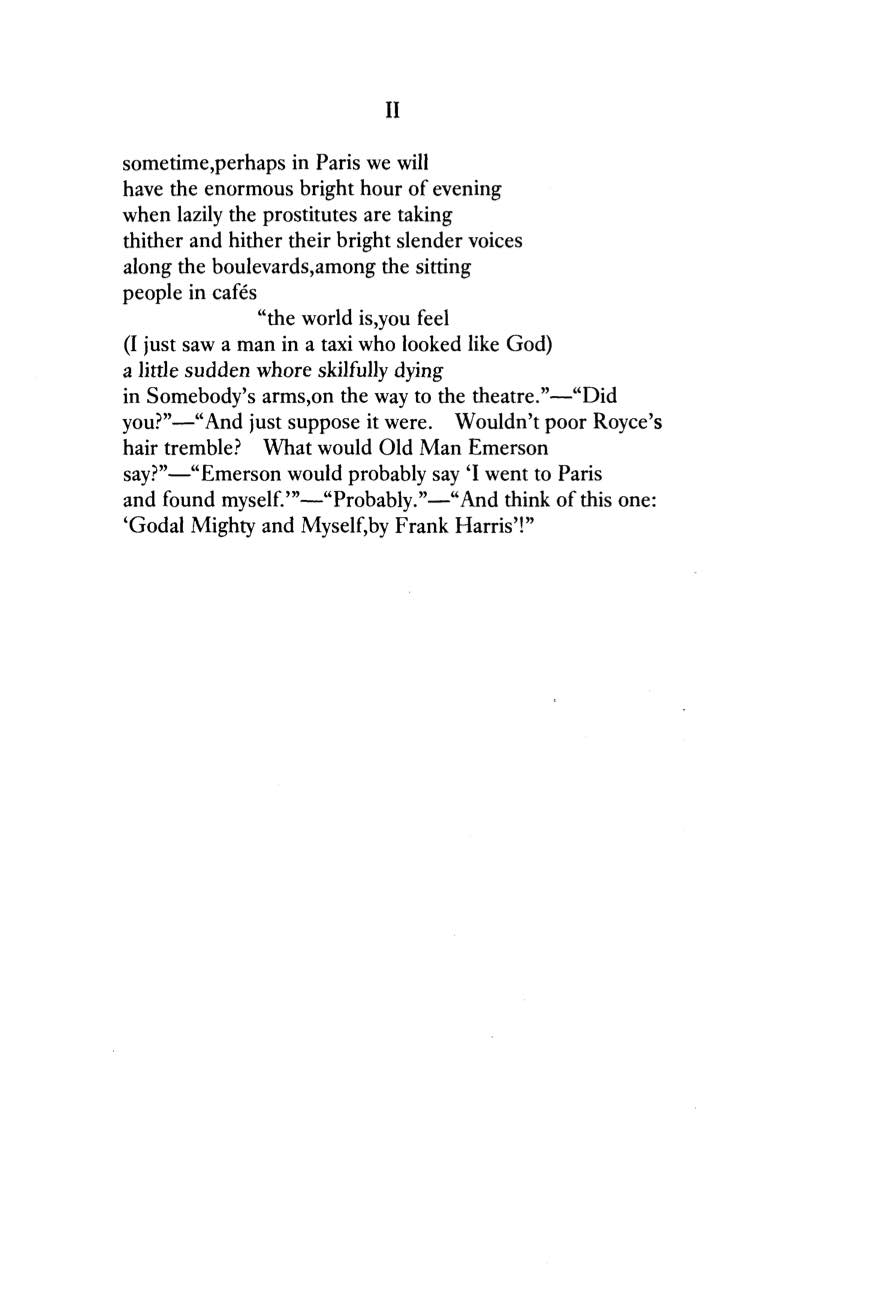 II
sometime,perhaps in Paris we will
have the enormous bright hour of evening
when lazily the prostitutes are taking
thither and hither their bright slender voices
along the boulevards,among the sitting
people in cafés
“the world is,you feel
(I just saw a man in a taxi who looked like God)
a little sudden whore skilfully dying
in Somebody’s arms,on the way to the theatre.”—“Did
you?”—“And just suppose it were.   Wouldn’t poor Royce’s
hair tremble?   What would Old Man Emerson
say?”—“Emerson would probably say ‘I went to Paris
and found myself.’”—“Probably.”—“And think of this one:
‘Godal Mighty and Myself,by Frank Harris’!”